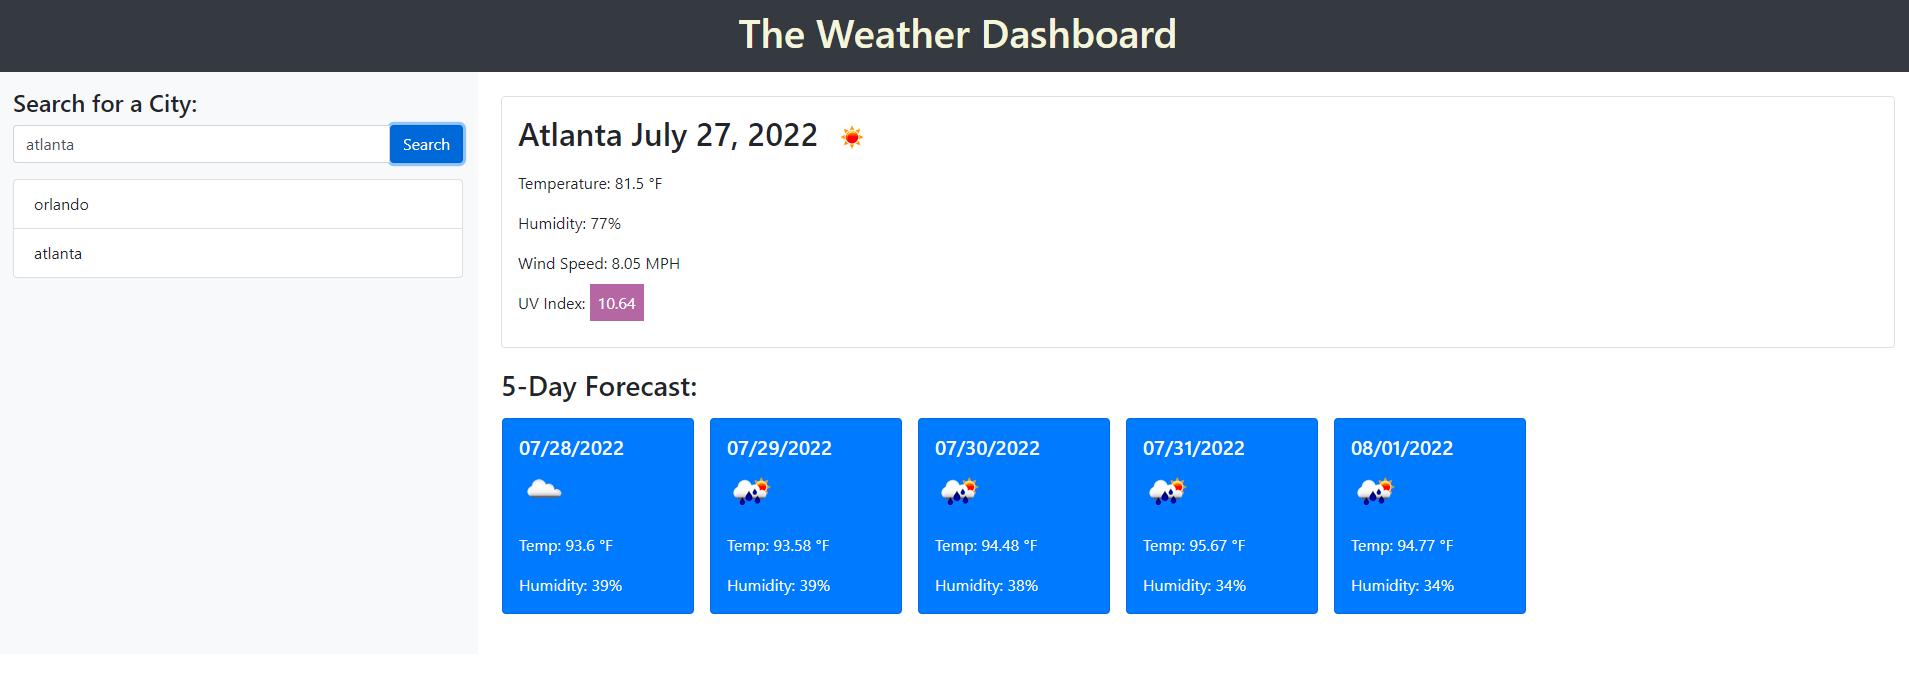 The Weather Dashboard
Search for a City:
atlanta
Search
orlando
atlanta
Atlanta July 27, 2022
Temperature: 81.5 °F
Humidity: 77%
Wind Speed: 8.05 MPH
UV Index: 10.64
5-Day Forecast:
07/28/2022
Temp: 93.6 °F
Humidity: 39%
07/29/2022
Temp: 93.58 °F
Humidity: 39%
07/30/2022
Temp: 94.48 °F
Humidity: 38%
07/31/2022
Temp: 95.67 °F
Humidity: 34%
08/01/2022
Temp: 94.77 °F
Humidity: 34%